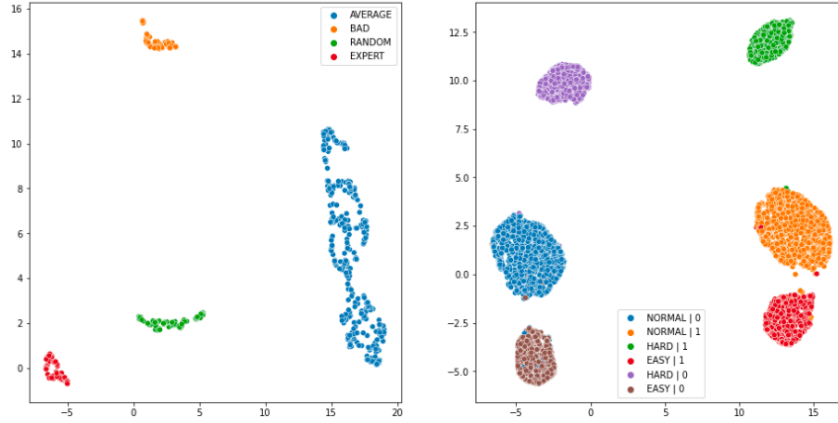 16
14
12
10
8
6
4
2
0
−5
0
5
10
15
20
AVERAGE
BAD
RANDOM
EXPERT
12.5
10.0
7.5
5.0
2.5
0.0
−2.5
−5.0
−5
0
5
10
15
NORMAL | 0
NORMAL | 1
HARD | 1
EASY | 1
HARD | 0
EASY | 0